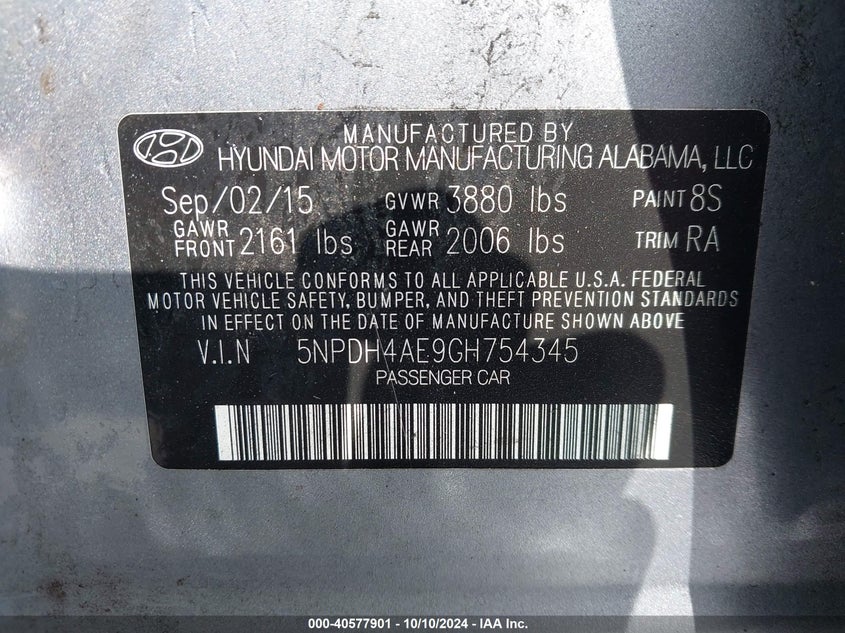 MANUFACTURED BY
HYUNDAI MOTOR MANUFACTURING ALABAMA, LLC
Sep/02/15 GVWR 3880 lbs PAINT 8S
GAWR FRONT 2161 lbs GAWR REAR 2006 lbs TRIM RA
THIS VEHICLE CONFORMS TO ALL APPLICABLE U.S.A. FEDERAL
MOTOR VEHICLE SAFETY, BUMPER, AND THEFT PREVENTION STANDARDS
IN EFFECT ON THE DATE OF MANUFACTURE SHOWN ABOVE
V.I.N 5NPDH4AE9GH754345
PASSENGER CAR
000-40577901 - 10/10/2024 - IAA Inc.